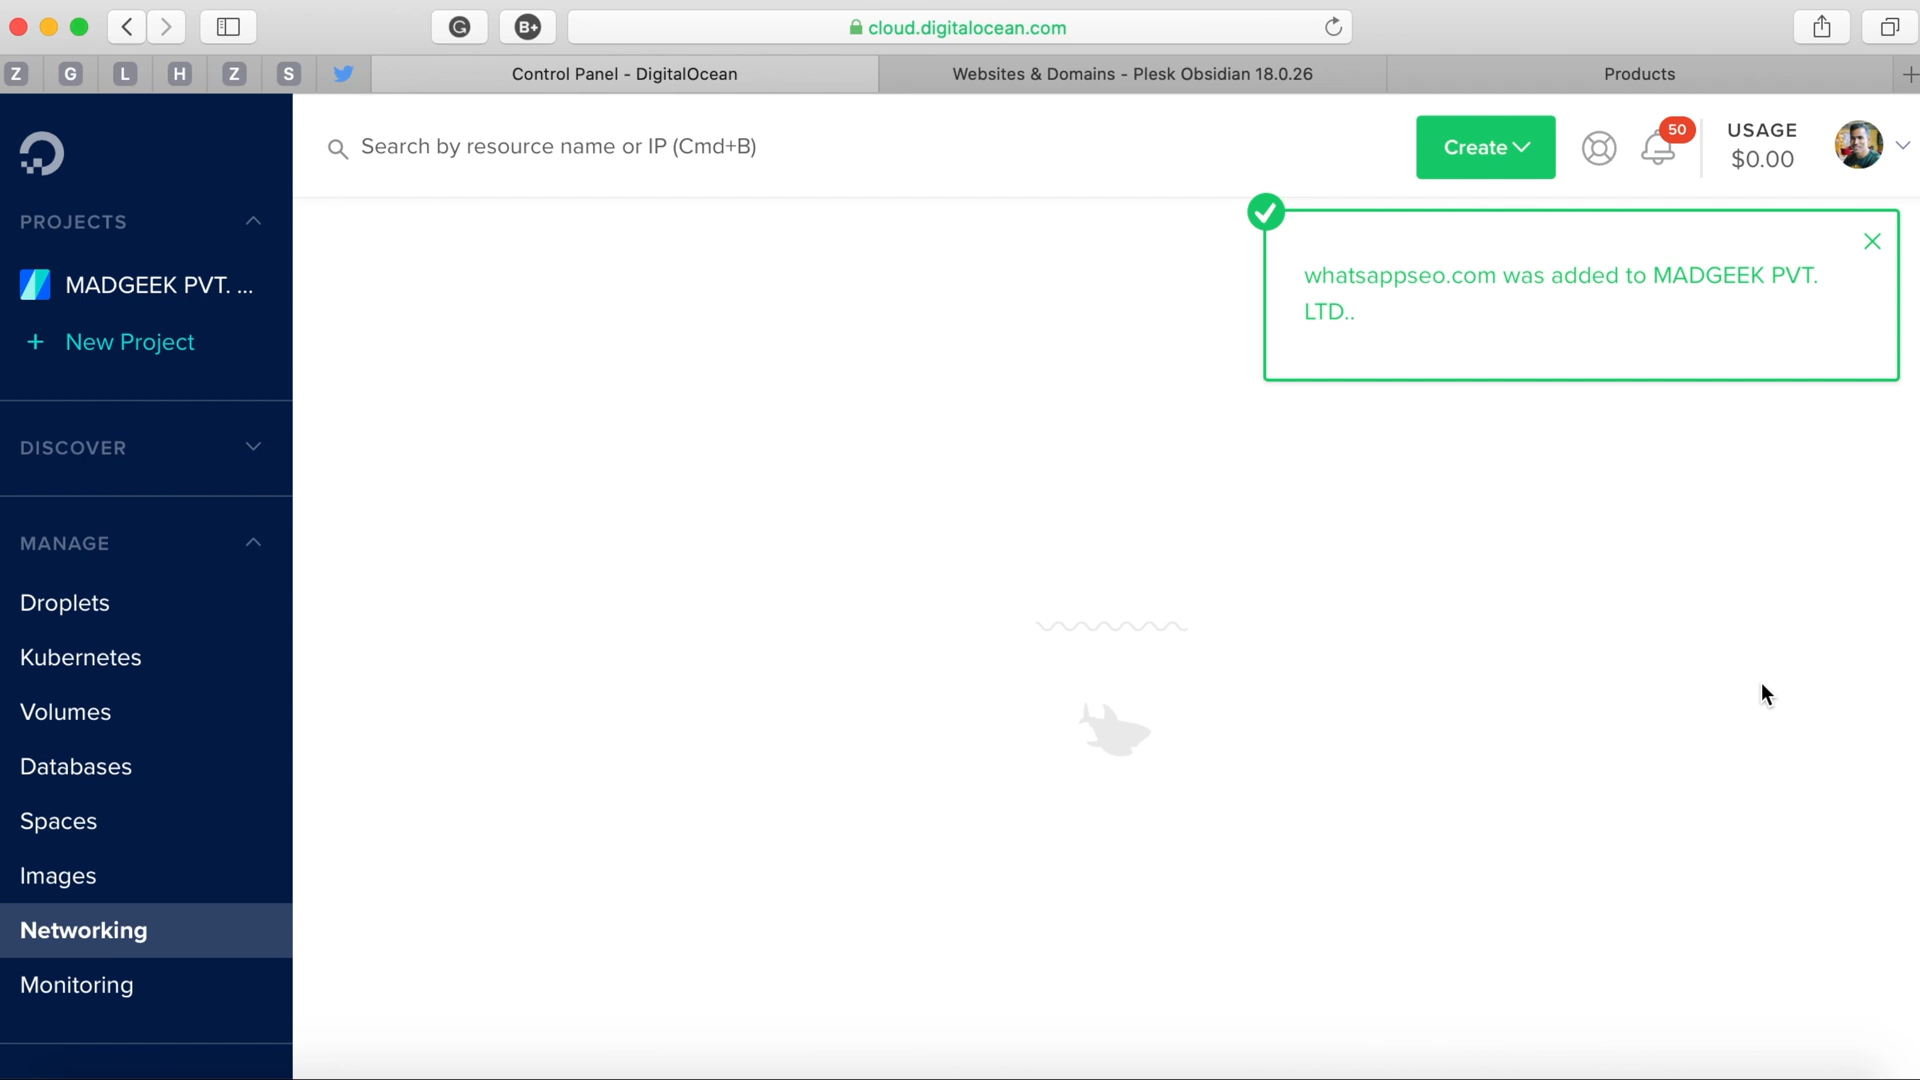 G
B+
cloud.digitalocean.com
Z
G
L
H
Z
S
Control Panel - DigitalOcean
Websites & Domains - Plesk Obsidian 18.0.26
Products
Search by resource name or IP (Cmd+B)
Create
50
USAGE
$0.00
PROJECTS
MADGEEK PVT. ...
+ New Project
DISCOVER
MANAGE
Droplets
Kubernetes
Volumes
Databases
Spaces
Images
Networking
Monitoring
whatsappseo.com was added to MADGEEK PVT.
LTD..